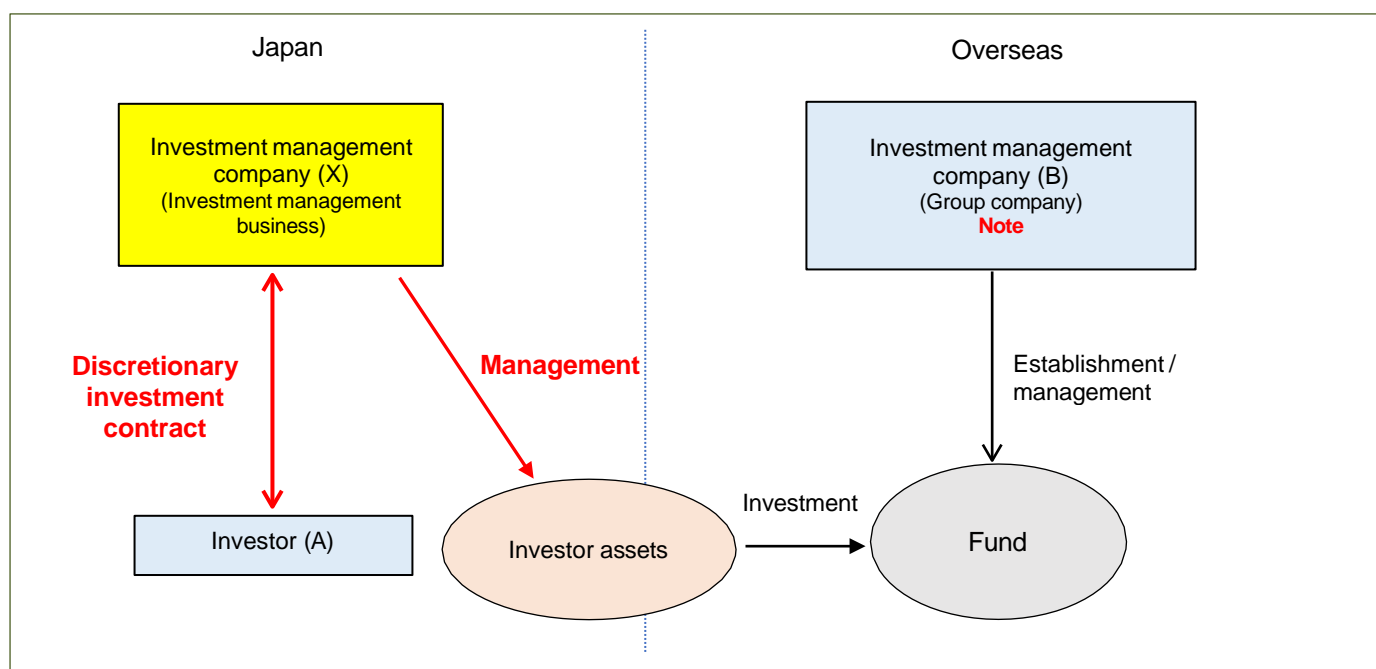 Japan
Overseas
Investment management
company (X)
(Investment management
business)
Investment management
company (B)
(Group company)
Note
Discretionary
investment
contract
Management
Establishment /
management
Investor (A)
Investor assets
Investment
Fund